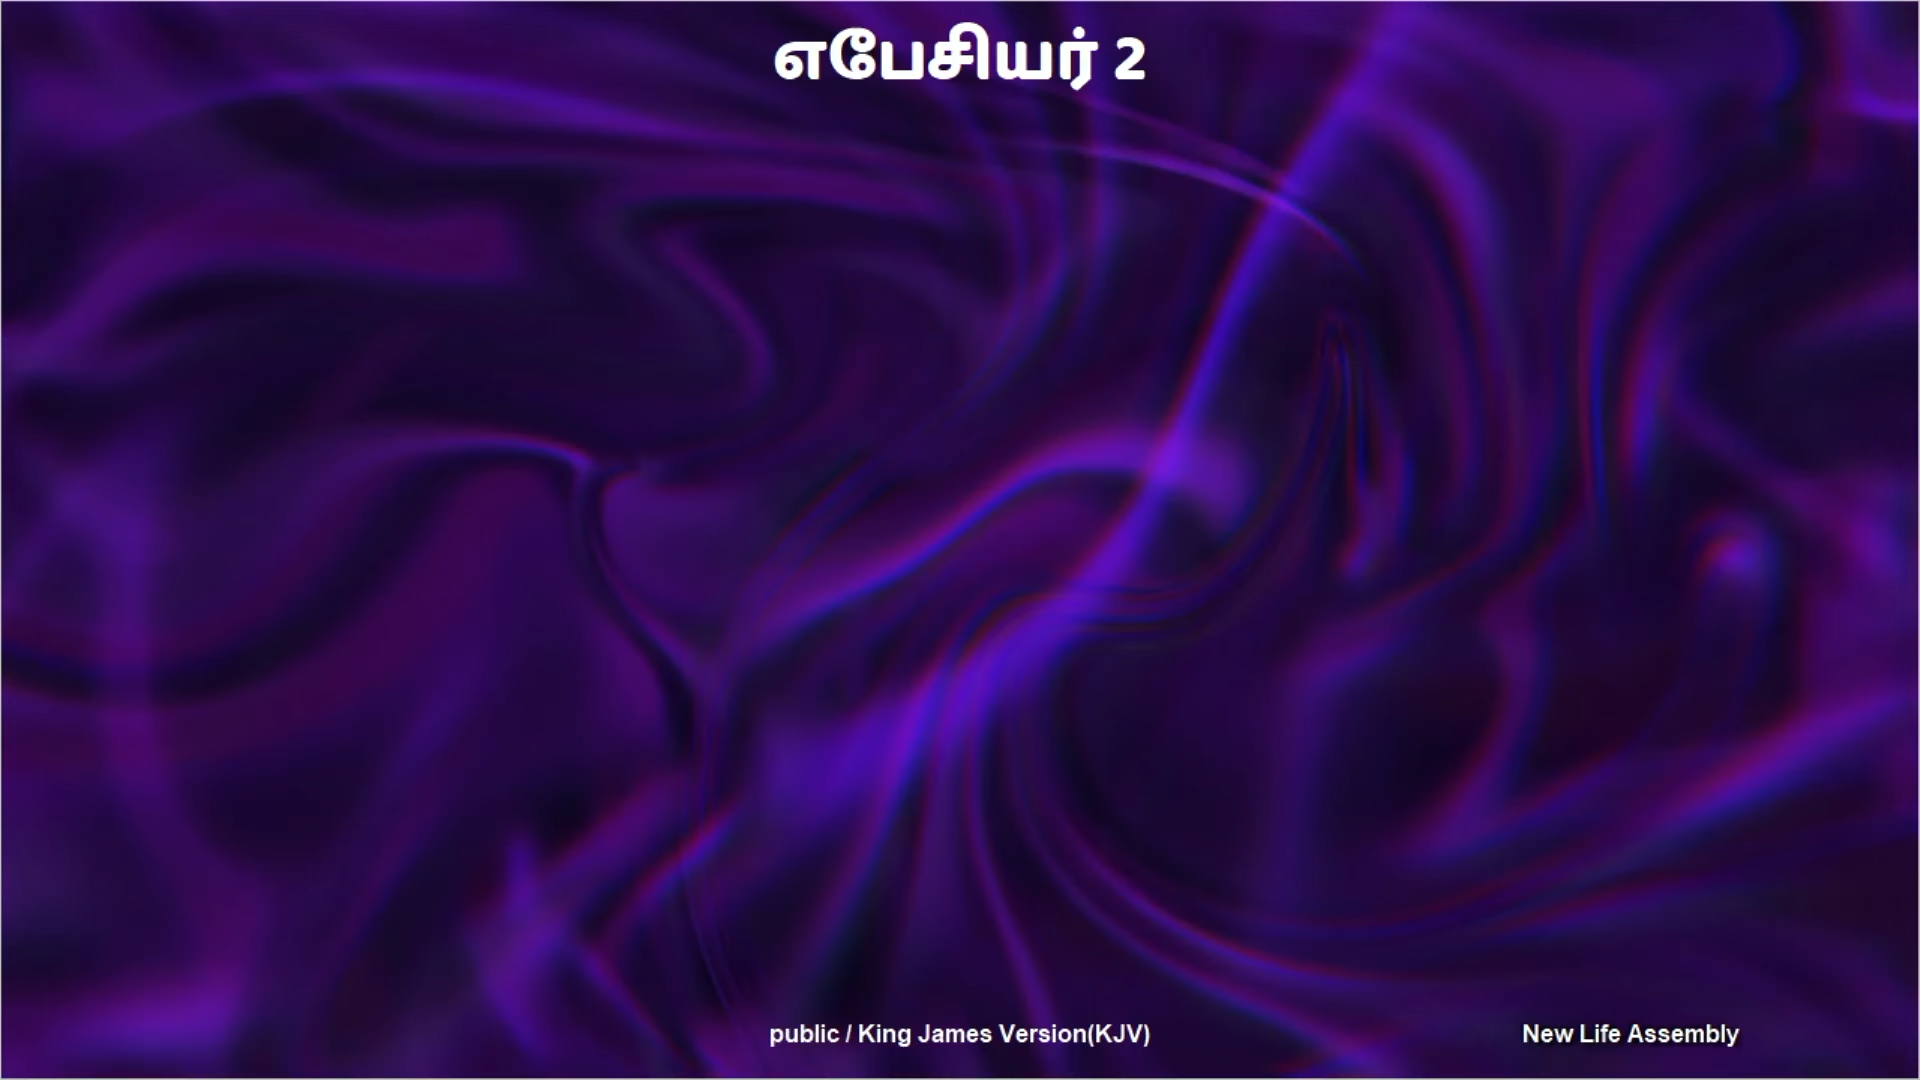 எபேசியர் 2
public / King James Version(KJV)
New Life Assembly